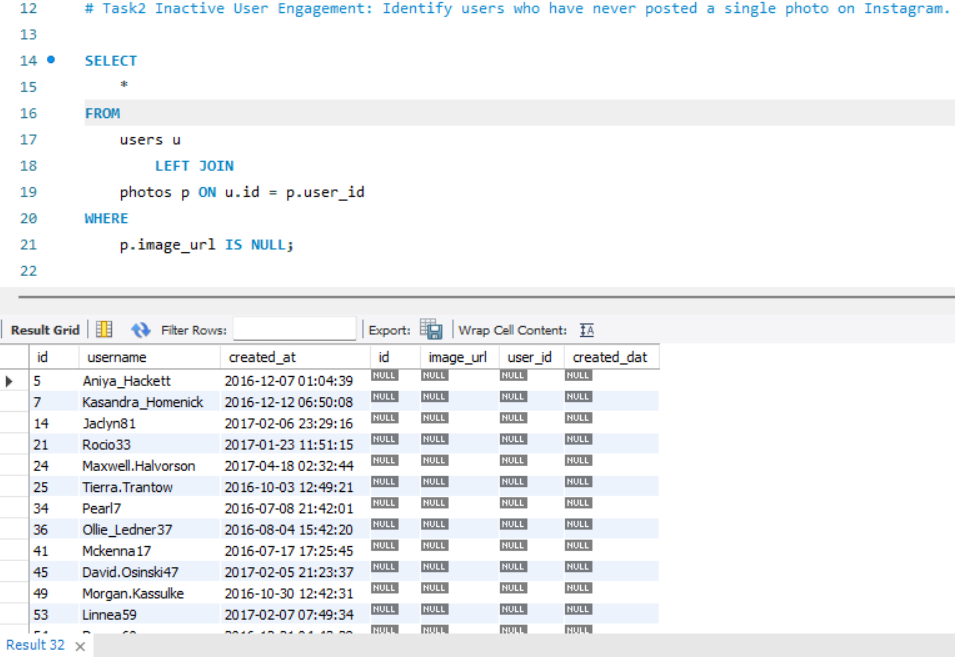 12 # Task2 Inactive User Engagement: Identify users who have never posted a single photo on Instagram.
13
14 SELECT
15 *
16 FROM
17 users u
18 LEFT JOIN
19 photos p ON u.id = p.user_id
20 WHERE
21 p.image_url IS NULL;
22
Result Grid Filter Rows: Export: Wrap Cell Content: IA
id username created_at id image_url user_id created_dat
5 Aniya_Hackett 2016-12-07 01:04:39 NULL NULL NULL NULL
7 Kasandra_Homenick 2016-12-12 06:50:08 NULL NULL NULL NULL
14 Jaclyn81 2017-02-06 23:29:16 NULL NULL NULL NULL
21 Rocio33 2017-01-23 11:51:15 NULL NULL NULL NULL
24 Maxwell.Halvorson 2017-04-18 02:32:44 NULL NULL NULL NULL
25 Tierra.Trantow 2016-10-03 12:49:21 NULL NULL NULL NULL
34 Pearl7 2016-07-08 21:42:01 NULL NULL NULL NULL
36 Ollie_Ledner37 2016-08-04 15:42:20 NULL NULL NULL NULL
41 Mckenna17 2016-07-17 17:25:45 NULL NULL NULL NULL
45 David.Osinski47 2017-02-05 21:23:37 NULL NULL NULL NULL
49 Morgan.Kassulke 2016-10-30 12:42:31 NULL NULL NULL NULL
53 Linnea59 2017-02-07 07:49:34 NULL NULL NULL NULL
NULL NULL NULL NULL
Result 32